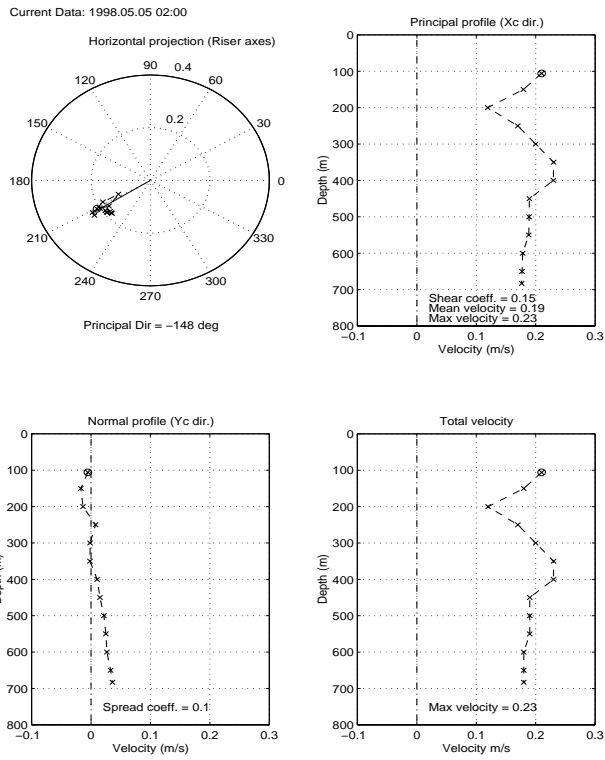 Current Data: 1998.05.05 02:00
Horizontal projection (Riser axes)
90
0.4
120
60
0.2
150
30
180
0
210
330
240
300
270
Principal Dir = −148 deg
Principal profile (Xc dir.)
0
100
200
300
400
500
600
700
800
Depth (m)
Shear coeff. = 0.15
Mean velocity = 0.19
Max velocity = 0.23
−0.1 0 0.1 0.2 0.3
Velocity (m/s)
Normal profile (Yc dir.)
0
100
200
300
400
500
600
700
800
Depth (m)
Spread coeff. = 0.1
−0.1 0 0.1 0.2 0.3
Velocity (m/s)
Total velocity
0
100
200
300
400
500
600
700
800
Depth (m)
Max velocity = 0.23
−0.1 0 0.1 0.2 0.3
Velocity m/s